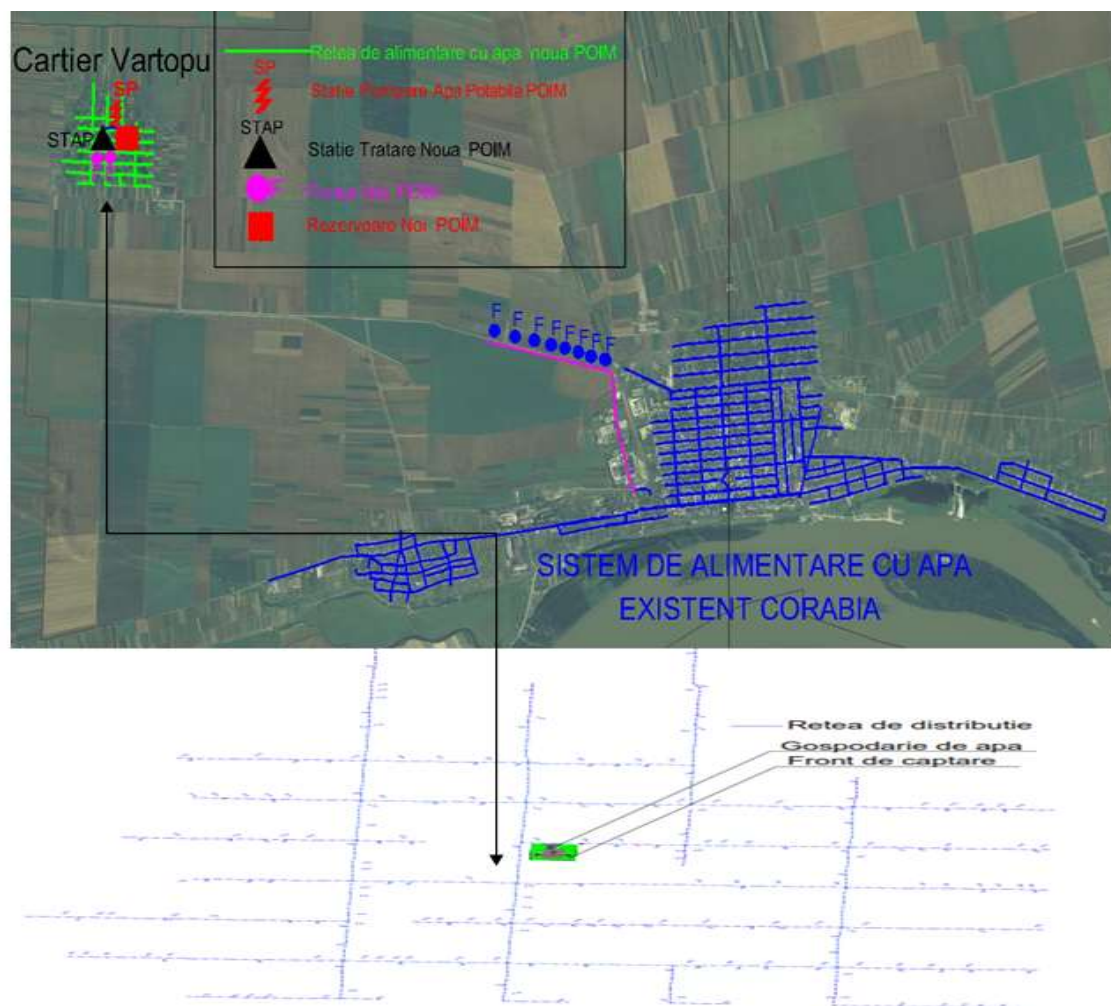 Cartier Vartopu
SP
STAP
Retea de alimentare cu apa noua POIM
SP
Statie Pompare Apa Potabila POIM
STAP
Statie Tratare Noua POIM
F
Rezervoare Noi POIM
F F F F F F F F
SISTEM DE ALIMENTARE CU APA
EXISTENT CORABIA
Retea de distributie
Gospodarie de apa
Front de captare